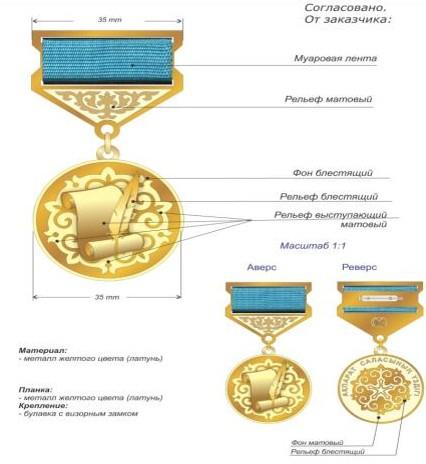 Согласовано.
От заказчика:
35 mm
Муаровая лента
Рельеф матовый
Фон блестящий
Рельеф блестящий
Рельеф выступающий
матовый
Масштаб 1:1
35 mm
Аверс
Реверс
АҚПАРАТ САЛАСЫНЫҢ ҮЗДІГІ
Материал:
- металл желтого цвета (латунь)
Планка:
- металл желтого цвета (латунь)
Крепление:
- булавка с визорным замком
Фон матовый
Рельеф блестящий